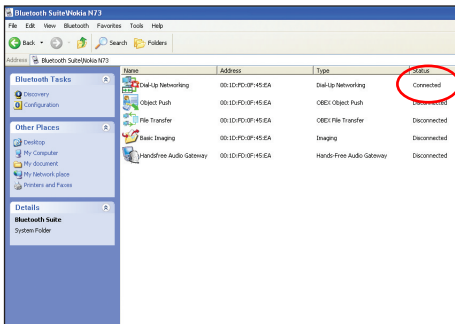 Bluetooth Suite\Nokia N73
File Edit View Bluetooth Favorites Tools Help
Back Search Folders
Address Bluetooth Suite\Nokia N73
Bluetooth Tasks
Discovery
Configuration
Other Places
Desktop
My Computer
My document
My Network place
Printers and Faxes
Details
Bluetooth Suite
System Folder
Name Address Type Status
Dial-Up Networking 00:1D:FD:0F:45:EA Dial-Up Networking Connected
Object Push 00:1D:FD:0F:45:EA OBEX Object Push Disconnected
File Transfer 00:1D:FD:0F:45:EA OBEX File Transfer Disconnected
Basic Imaging 00:1D:FD:0F:45:EA Imaging Disconnected
Handsfree Audio Gateway 00:1D:FD:0F:45:EA Hands-Free Audio Gateway Disconnected